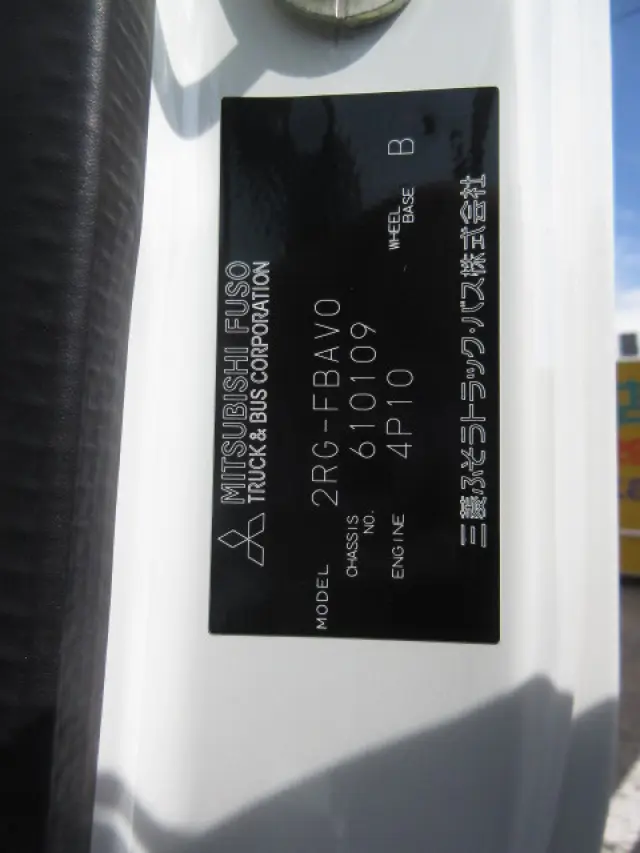 MITSUBISHI FUSO
TRUCK & BUS CORPORATION
MODEL 2RG-FBAV0
CHASSIS NO. 610109
ENGINE 4P10 WHEEL BASE B
三菱ふそうトラック・バス株式会社